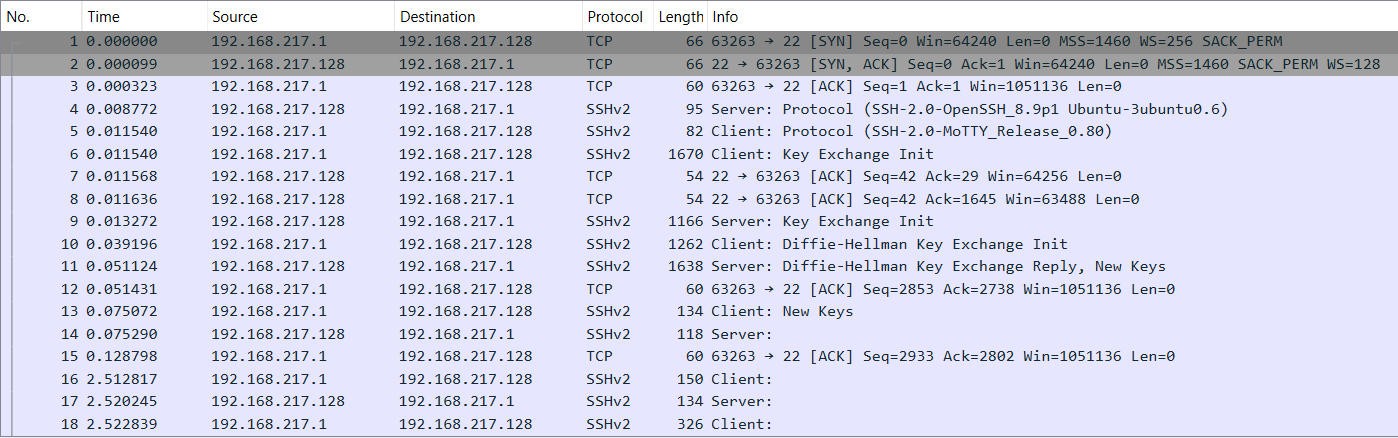 No. Time Source Destination Protocol Length Info
1 0.000000 192.168.217.1 192.168.217.128 TCP 66 63263 → 22 [SYN] Seq=0 Win=64240 Len=0 MSS=1460 WS=256 SACK_PERM
2 0.000099 192.168.217.128 192.168.217.1 TCP 66 22 → 63263 [SYN, ACK] Seq=0 Ack=1 Win=64240 Len=0 MSS=1460 SACK_PERM WS=128
3 0.000323 192.168.217.1 192.168.217.128 TCP 60 63263 → 22 [ACK] Seq=1 Ack=1 Win=1051136 Len=0
4 0.008772 192.168.217.128 192.168.217.1 SSHv2 95 Server: Protocol (SSH-2.0-OpenSSH_8.9p1 Ubuntu-3ubuntu0.6)
5 0.011540 192.168.217.1 192.168.217.128 SSHv2 82 Client: Protocol (SSH-2.0-MoTTY_Release_0.80)
6 0.011540 192.168.217.1 192.168.217.128 SSHv2 1670 Client: Key Exchange Init
7 0.011568 192.168.217.128 192.168.217.1 TCP 54 22 → 63263 [ACK] Seq=42 Ack=29 Win=64256 Len=0
8 0.011636 192.168.217.128 192.168.217.1 TCP 54 22 → 63263 [ACK] Seq=42 Ack=1645 Win=63488 Len=0
9 0.013272 192.168.217.128 192.168.217.1 SSHv2 1166 Server: Key Exchange Init
10 0.039196 192.168.217.1 192.168.217.128 SSHv2 1262 Client: Diffie-Hellman Key Exchange Init
11 0.051124 192.168.217.128 192.168.217.1 SSHv2 1638 Server: Diffie-Hellman Key Exchange Reply, New Keys
12 0.051431 192.168.217.1 192.168.217.128 TCP 60 63263 → 22 [ACK] Seq=2853 Ack=2738 Win=1051136 Len=0
13 0.075072 192.168.217.1 192.168.217.128 SSHv2 134 Client: New Keys
14 0.075290 192.168.217.128 192.168.217.1 SSHv2 118 Server:
15 0.128798 192.168.217.1 192.168.217.128 TCP 60 63263 → 22 [ACK] Seq=2933 Ack=2802 Win=1051136 Len=0
16 2.512817 192.168.217.1 192.168.217.128 SSHv2 150 Client:
17 2.520245 192.168.217.128 192.168.217.1 SSHv2 134 Server:
18 2.522839 192.168.217.1 192.168.217.128 SSHv2 326 Client: